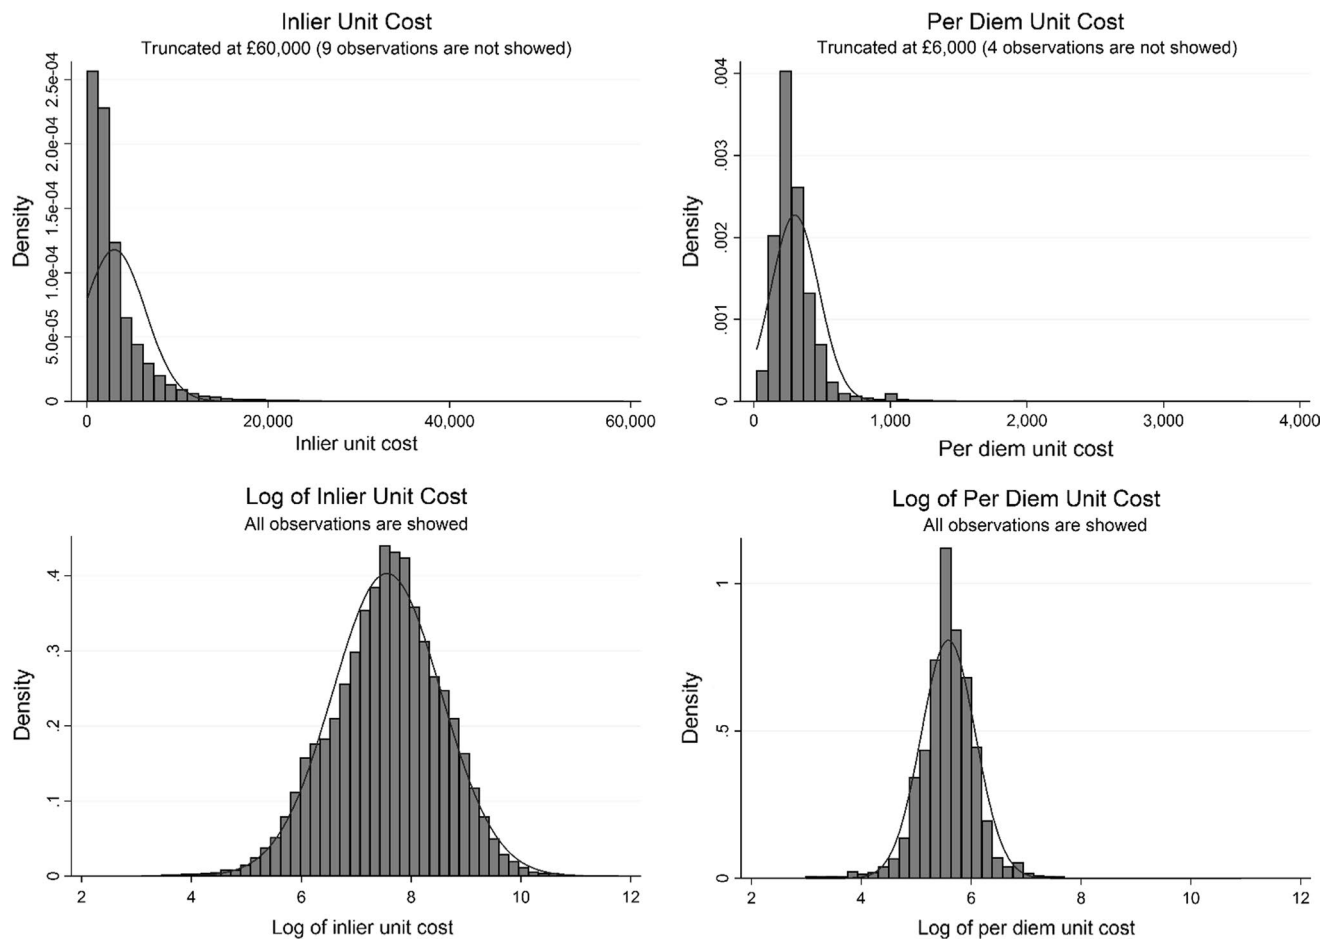 Inlier Unit Cost
Truncated at £60,000 (9 observations are not showed)
Density
0 5.0e-05 1.0e-04 1.5e-04 2.0e-04 2.5e-04
0 20,000 40,000 60,000
Inlier unit cost
Per Diem Unit Cost
Truncated at £6,000 (4 observations are not showed)
Density
0 .001 .002 .003 .004
0 1,000 2,000 3,000 4,000
Per diem unit cost
Log of Inlier Unit Cost
All observations are showed
Density
0 .1 .2 .3 .4
2 4 6 8 10 12
Log of inlier unit cost
Log of Per Diem Unit Cost
All observations are showed
Density
0 .5 1
2 4 6 8 10 12
Log of per diem unit cost